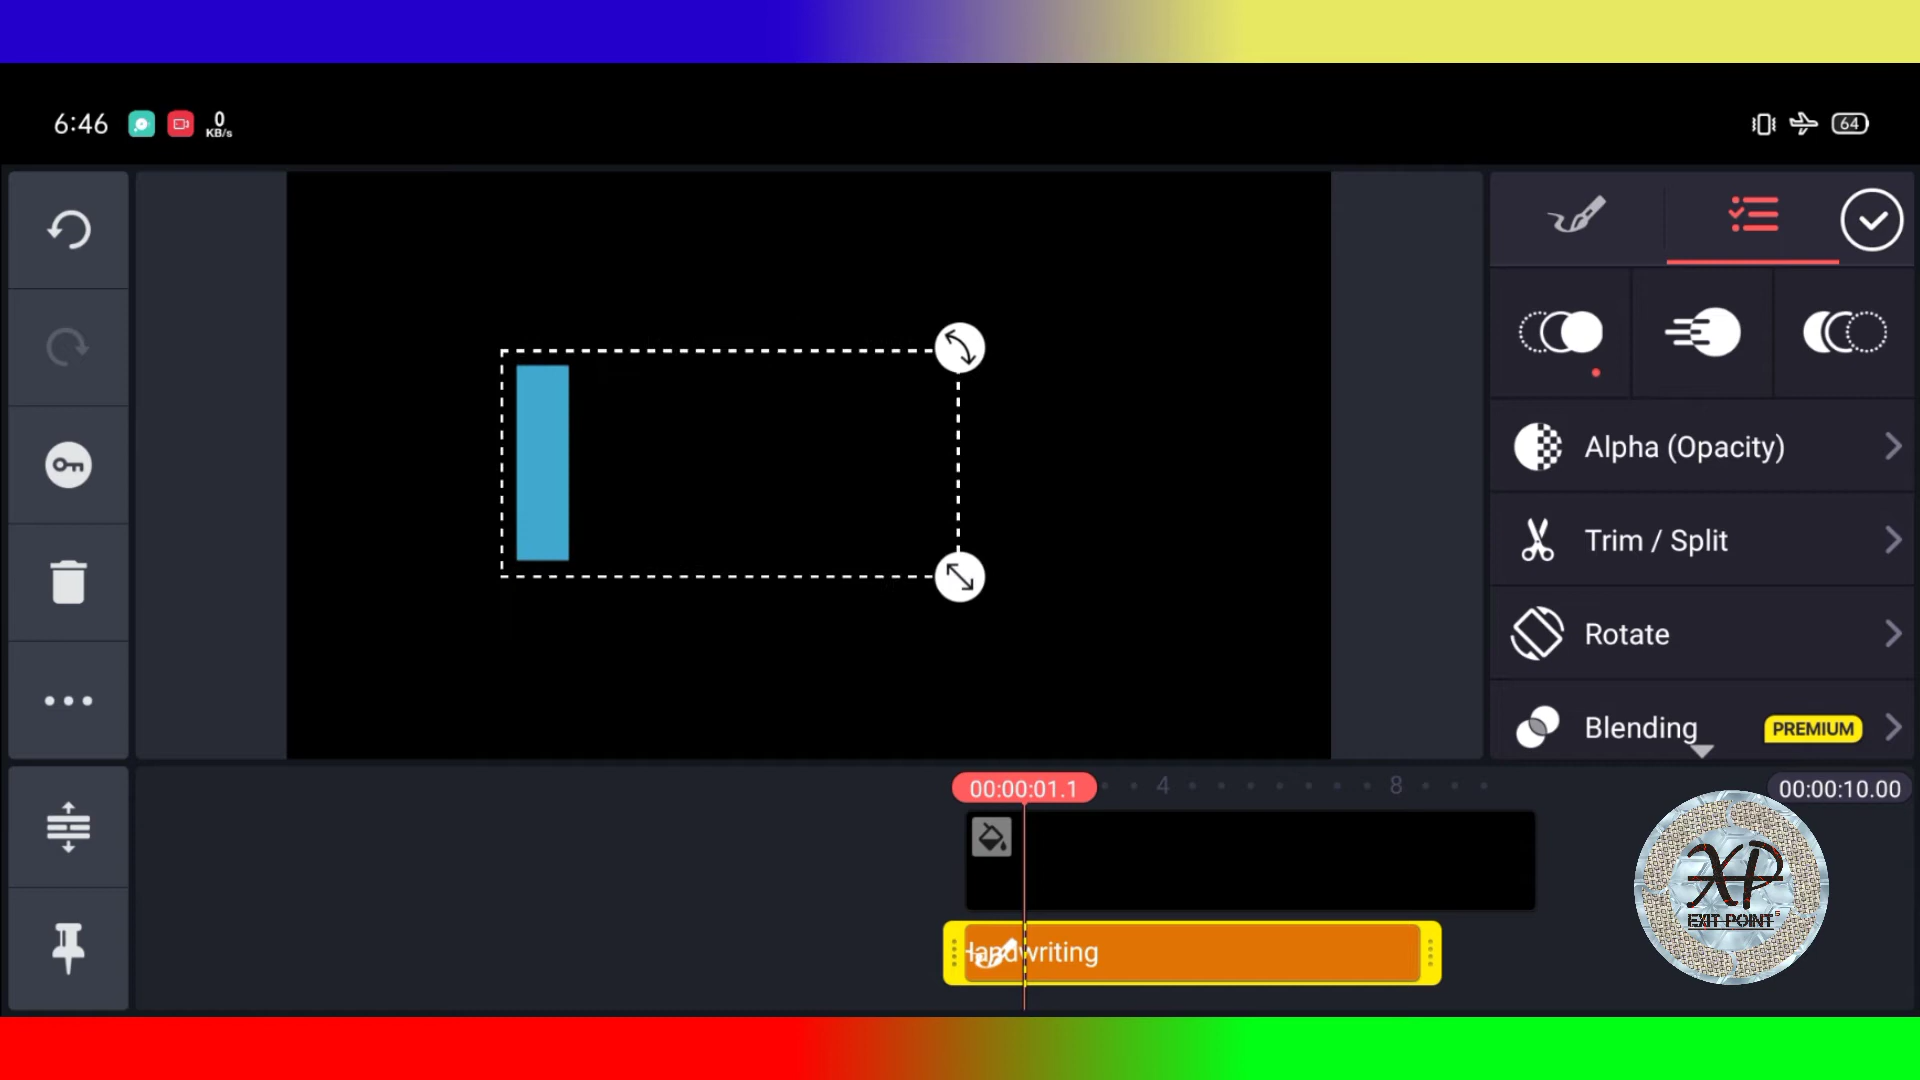 6:46
0
KB/s
64
Alpha (Opacity)
Trim / Split
Rotate
Blending
PREMIUM
00:00:01.1
4
8
00:00:10.00
Handwriting
XP
EXIT POINT